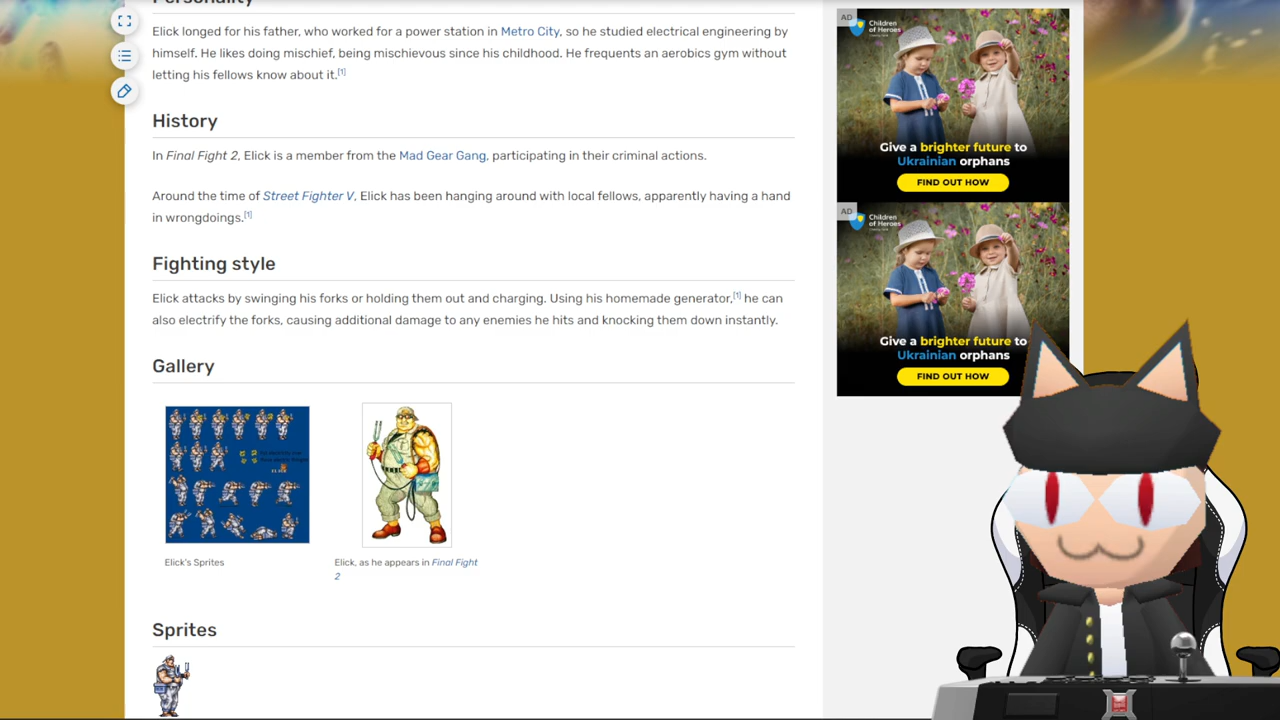 Personality
Elick longed for his father, who worked for a power station in Metro City, so he studied electrical engineering by
himself. He likes doing mischief, being mischievous since his childhood. He frequents an aerobics gym without
letting his fellows know about it.[1]
History
In Final Fight 2, Elick is a member from the Mad Gear Gang, participating in their criminal actions.
Around the time of Street Fighter V, Elick has been hanging around with local fellows, apparently having a hand
in wrongdoings.[1]
Fighting style
Elick attacks by swinging his forks or holding them out and charging. Using his homemade generator,[1] he can
also electrify the forks, causing additional damage to any enemies he hits and knocking them down instantly.
Gallery
Elick's Sprites
Elick, as he appears in Final Fight
2
Sprites
AD
Children
of Heroes
Give a brighter future to
Ukrainian orphans
FIND OUT HOW
AD
Children
of Heroes
Give a brighter future to
Ukrainian orphans
FIND OUT HOW